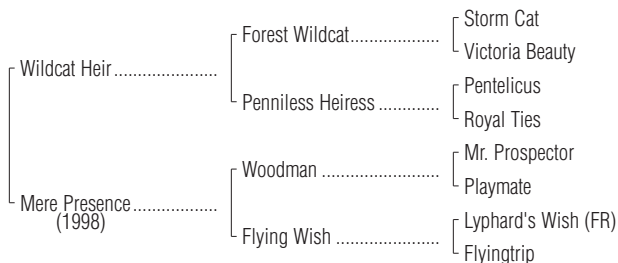 Storm Cat
Forest Wildcat....................
Victoria Beauty
Wildcat Heir......................
Pentelicus
Penniless Heiress .............
Royal Ties
Mr. Prospector
Woodman .........................
Playmate
Mere Presence..................
(1998)
Lyphard's Wish (FR)
Flying Wish ......................
Flyingtrip